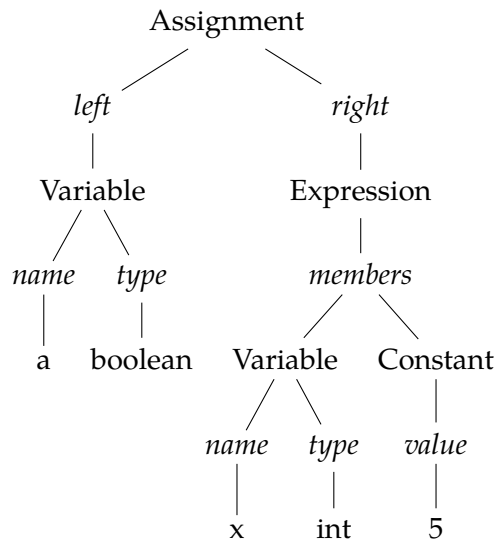 Assignment
left right
Variable Expression
name type members
a boolean Variable Constant
name type value
x int 5